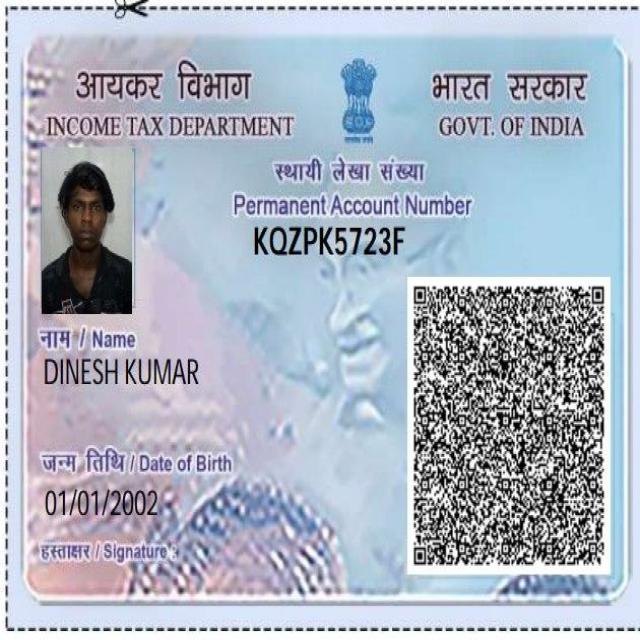 आयकर विभाग
INCOME TAX DEPARTMENT
भारत सरकार
GOVT. OF INDIA
स्थायी लेखा संख्या
Permanent Account Number
KQZPK5723F
नाम / Name
DINESH KUMAR
जन्म तिथि / Date of Birth
01/01/2002
हस्ताक्षर / Signature :